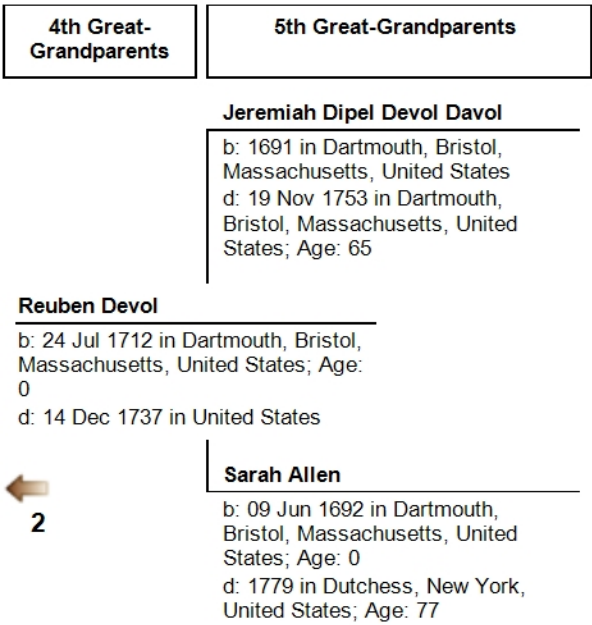 4th Great-
Grandparents
5th Great-Grandparents
Jeremiah Dipel Devol Davol
b: 1691 in Dartmouth, Bristol,
Massachusetts, United States
d: 19 Nov 1753 in Dartmouth,
Bristol, Massachusetts, United
States; Age: 65
Reuben Devol
b: 24 Jul 1712 in Dartmouth, Bristol,
Massachusetts, United States; Age:
0
d: 14 Dec 1737 in United States
Sarah Allen
b: 09 Jun 1692 in Dartmouth,
Bristol, Massachusetts, United
States; Age: 0
d: 1779 in Dutchess, New York,
United States; Age: 77
2